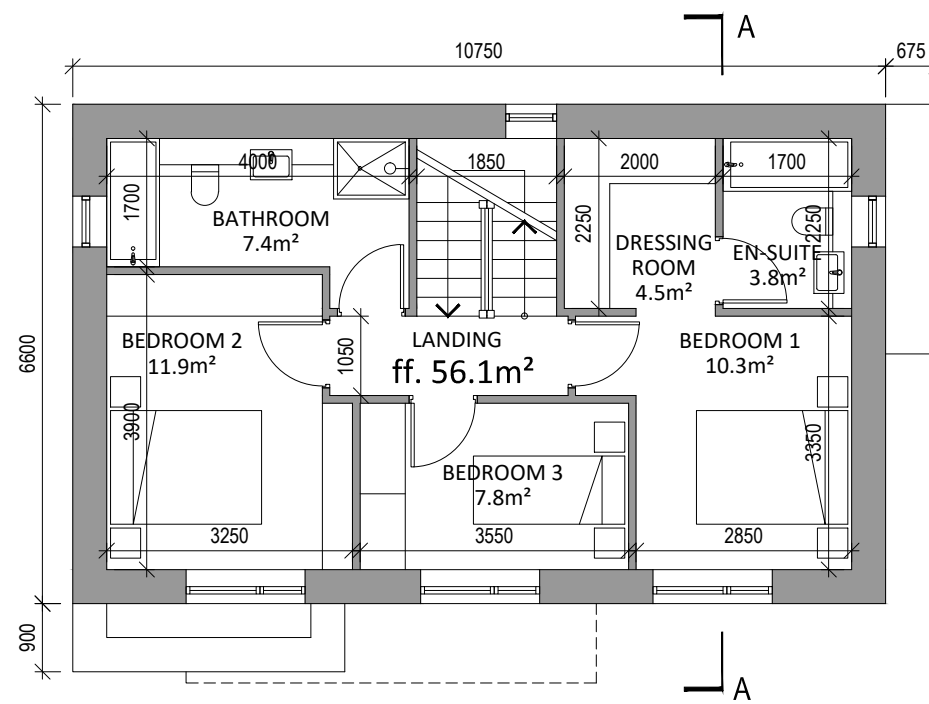 A
10750
675
4000
1850
2000
1700
1700
2250
2250
BATHROOM
7.4m²
DRESSING
ROOM
4.5m²
EN-SUITE
3.8m²
6600
BEDROOM 2
11.9m²
1050
LANDING
ff. 56.1m²
BEDROOM 1
10.3m²
3900
3350
BEDROOM 3
7.8m²
3250
3550
2850
900
A